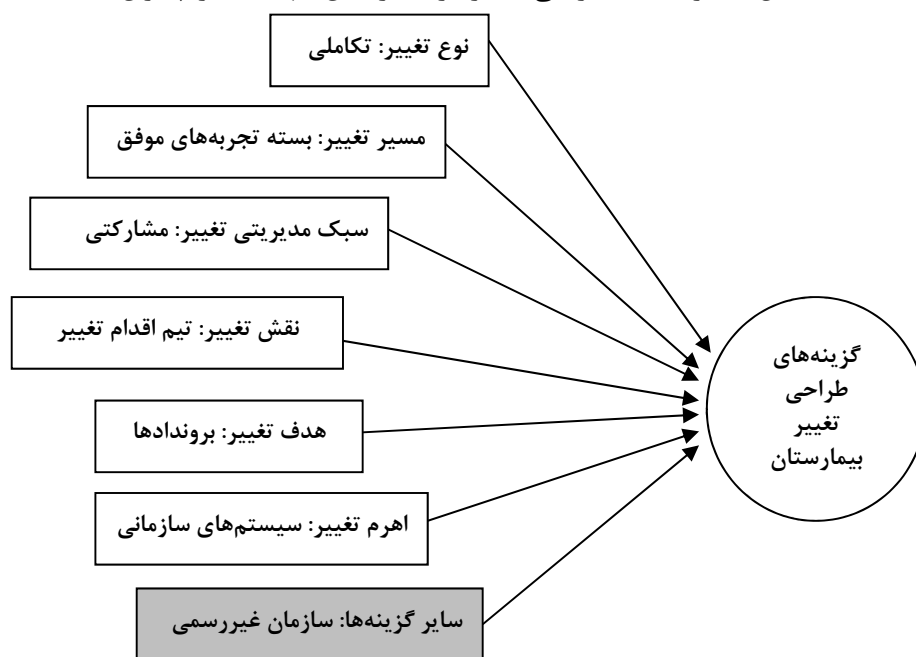 نوع تغییر: تکاملی
مسیر تغییر: بسته تجربه‌های موفق
سبک مدیریتی تغییر: مشارکتی
نقش تغییر: تیم اقدام تغییر
هدف تغییر: بروندادها
اهرم تغییر: سیستم‌های سازمانی
سایر گزینه‌ها: سازمان غیررسمی
گزینه‌های
طراحی
تغییر
بیمارستان